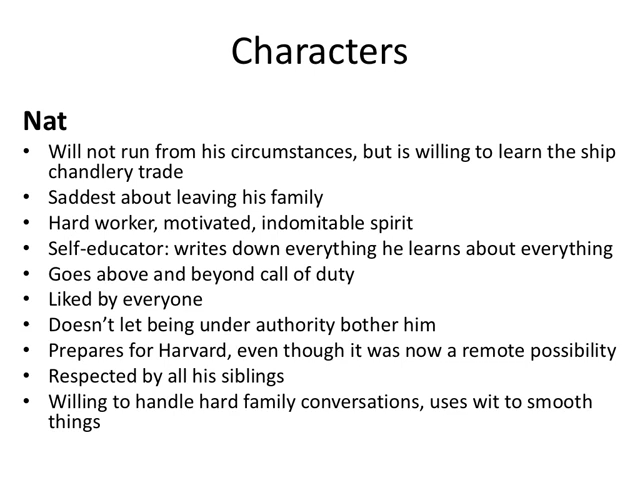 Characters
Nat
• Will not run from his circumstances, but is willing to learn the ship
chandlery trade
• Saddest about leaving his family
• Hard worker, motivated, indomitable spirit
• Self-educator: writes down everything he learns about everything
• Goes above and beyond call of duty
• Liked by everyone
• Doesn’t let being under authority bother him
• Prepares for Harvard, even though it was now a remote possibility
• Respected by all his siblings
• Willing to handle hard family conversations, uses wit to smooth
things